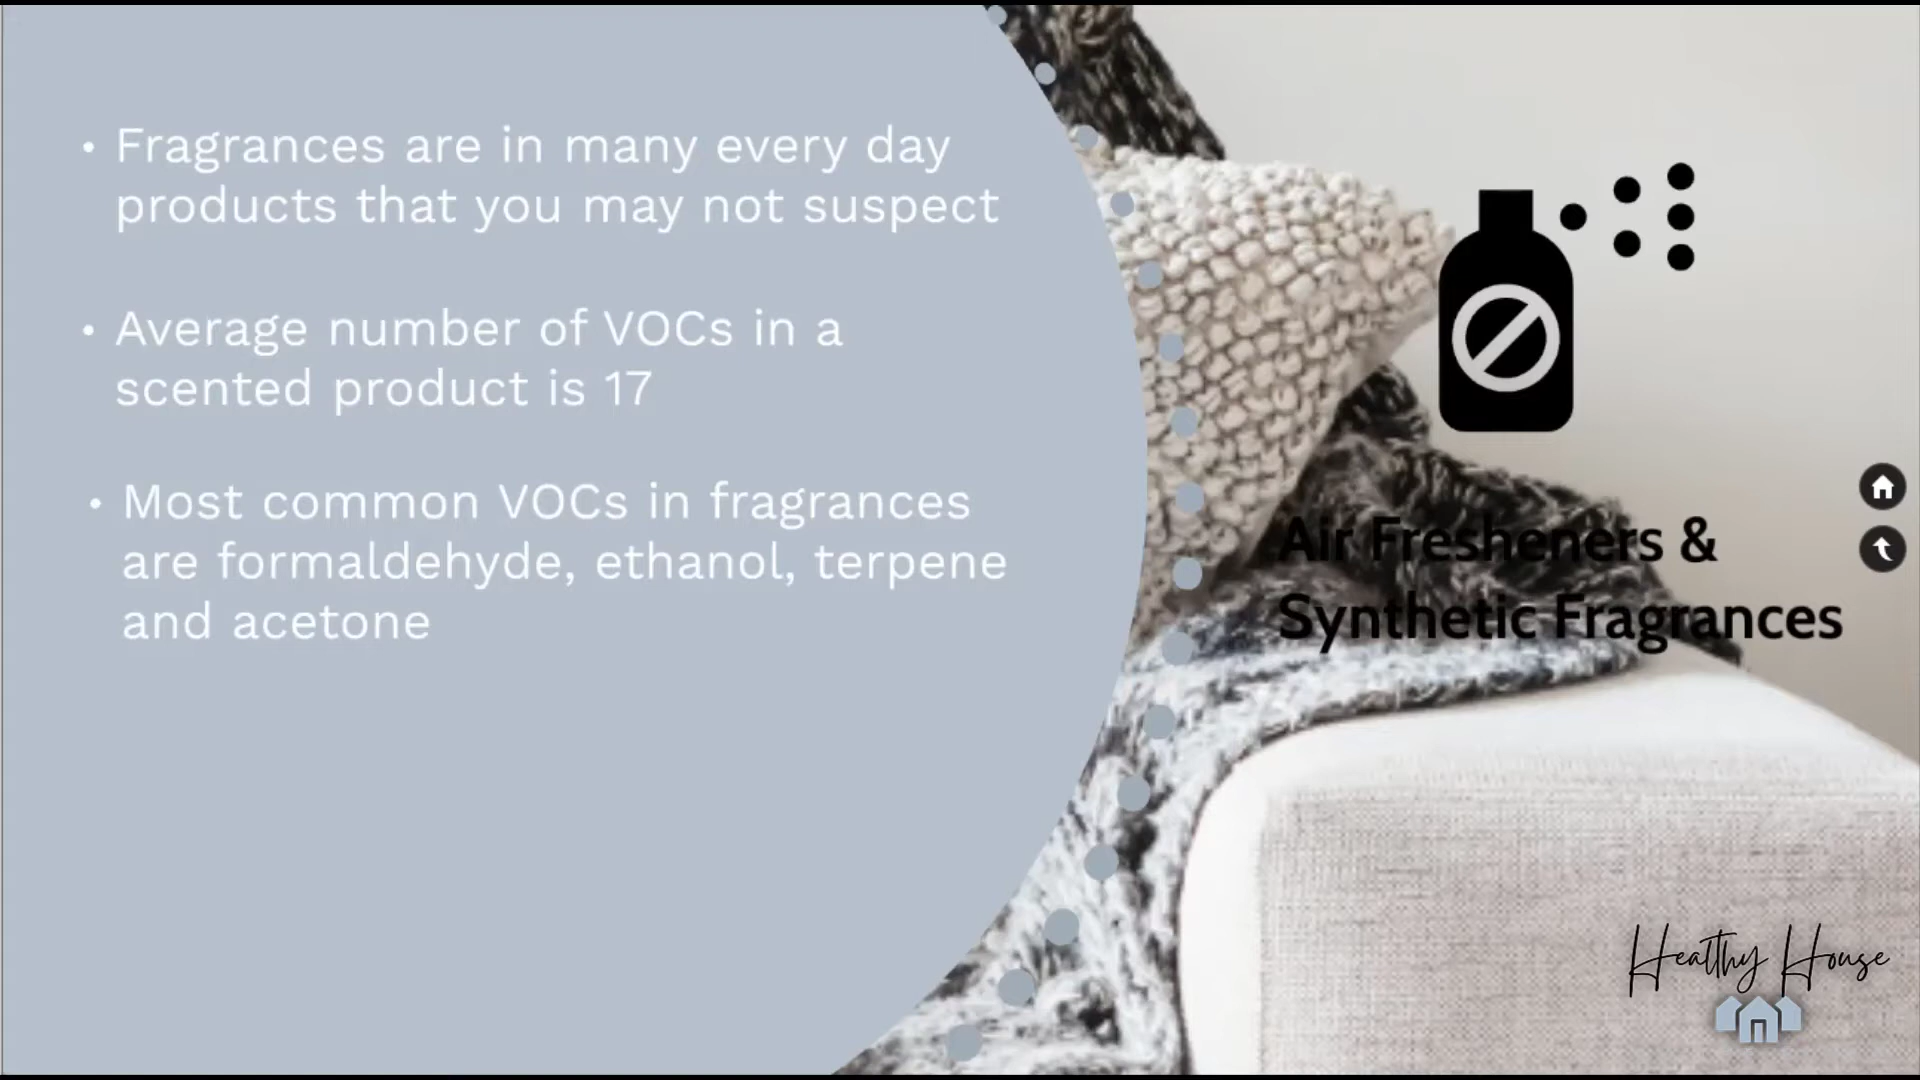 • Fragrances are in many every day
products that you may not suspect
• Average number of VOCs in a
scented product is 17
• Most common VOCs in fragrances
are formaldehyde, ethanol, terpene
and acetone
Air Fresheners &
Synthetic Fragrances
Healthy House